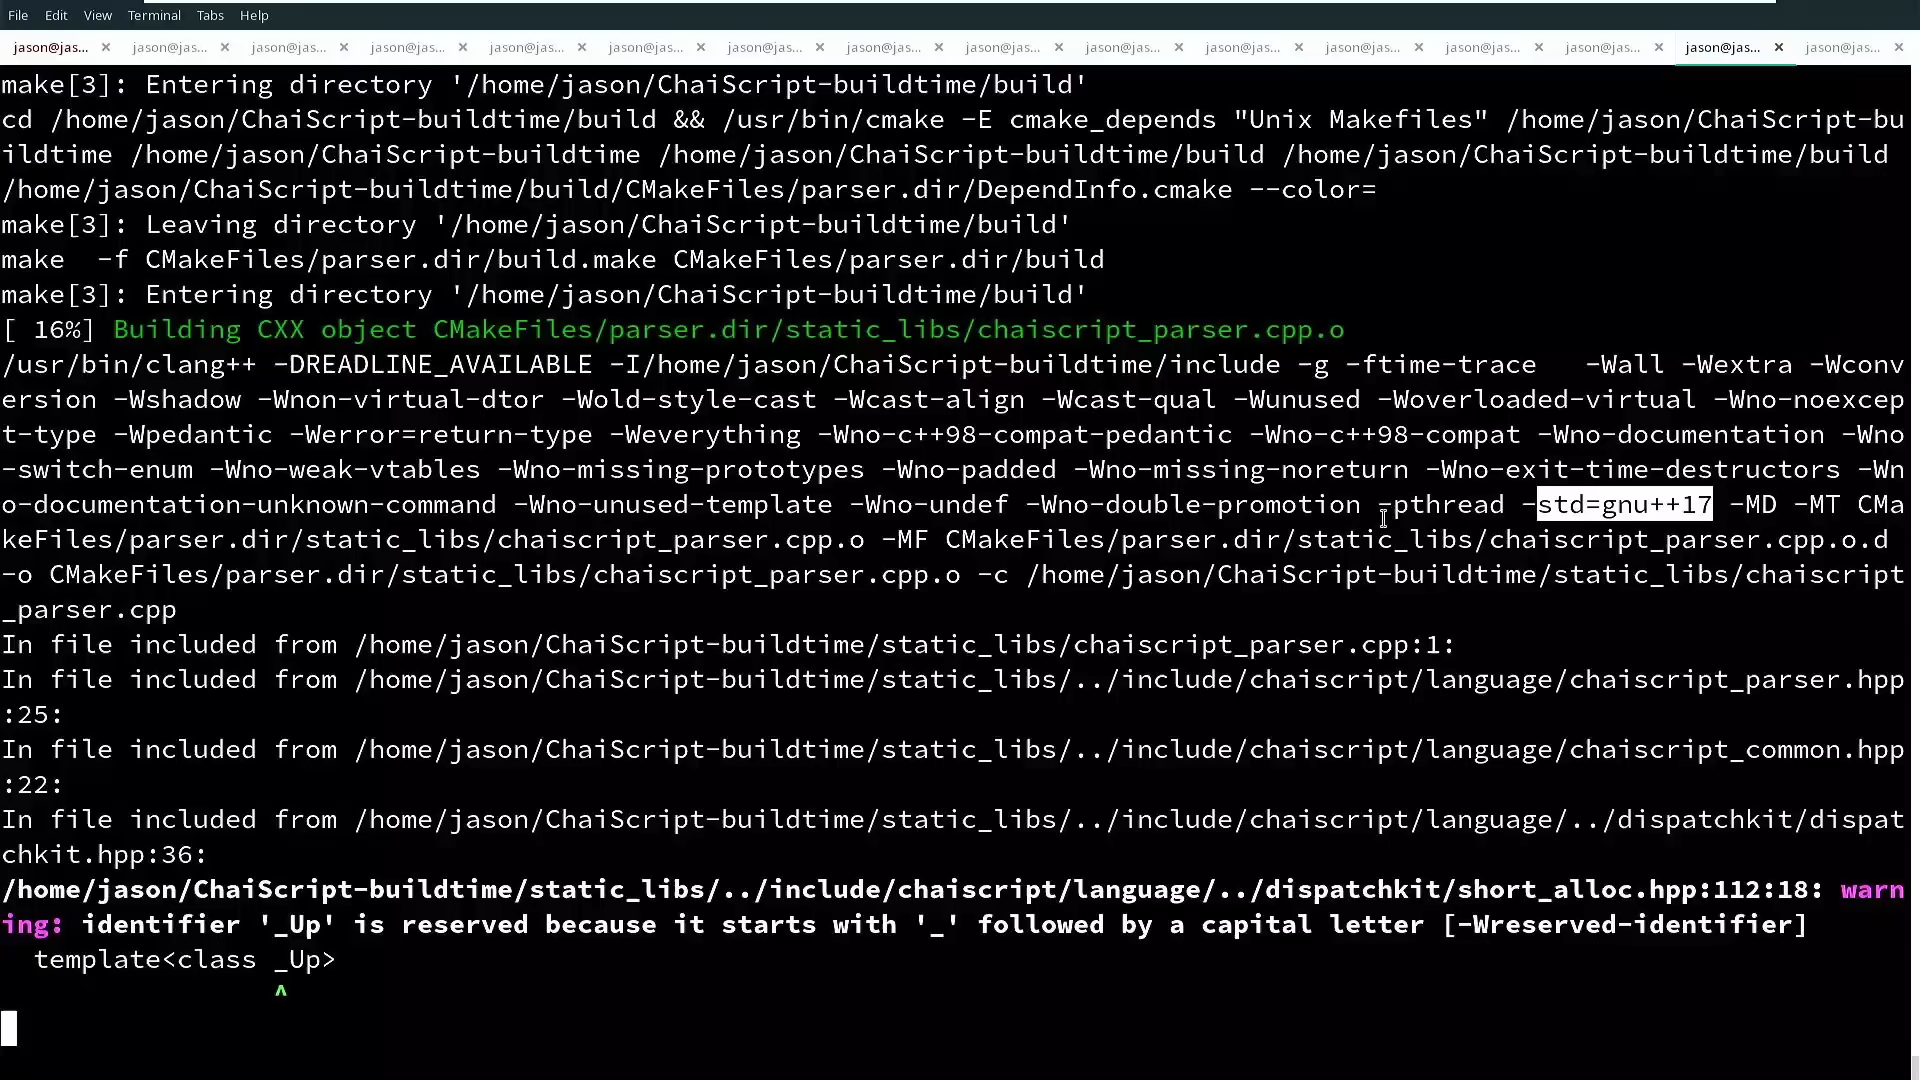 File Edit View Terminal Tabs Help
jason@jas... × jason@jas... × jason@jas... × jason@jas... × jason@jas... × jason@jas... × jason@jas... × jason@jas... × jason@jas... × jason@jas... × jason@jas... × jason@jas... × jason@jas... × jason@jas... × jason@jas... × jason@jas... ×
make[3]: Entering directory '/home/jason/ChaiScript-buildtime/build'
cd /home/jason/ChaiScript-buildtime/build && /usr/bin/cmake -E cmake_depends "Unix Makefiles" /home/jason/ChaiScript-bu
ildtime /home/jason/ChaiScript-buildtime /home/jason/ChaiScript-buildtime/build /home/jason/ChaiScript-buildtime/build
/home/jason/ChaiScript-buildtime/build/CMakeFiles/parser.dir/DependInfo.cmake --color=
make[3]: Leaving directory '/home/jason/ChaiScript-buildtime/build'
make  -f CMakeFiles/parser.dir/build.make CMakeFiles/parser.dir/build
make[3]: Entering directory '/home/jason/ChaiScript-buildtime/build'
[ 16%] Building CXX object CMakeFiles/parser.dir/static_libs/chaiscript_parser.cpp.o
/usr/bin/clang++ -DREADLINE_AVAILABLE -I/home/jason/ChaiScript-buildtime/include -g -ftime-trace   -Wall -Wextra -Wconv
ersion -Wshadow -Wnon-virtual-dtor -Wold-style-cast -Wcast-align -Wcast-qual -Wunused -Woverloaded-virtual -Wno-noexcep
t-type -Wpedantic -Werror=return-type -Weverything -Wno-c++98-compat-pedantic -Wno-c++98-compat -Wno-documentation -Wno
-switch-enum -Wno-weak-vtables -Wno-missing-prototypes -Wno-padded -Wno-missing-noreturn -Wno-exit-time-destructors -Wn
o-documentation-unknown-command -Wno-unused-template -Wno-undef -Wno-double-promotion -pthread -std=gnu++17 -MD -MT CMa
keFiles/parser.dir/static_libs/chaiscript_parser.cpp.o -MF CMakeFiles/parser.dir/static_libs/chaiscript_parser.cpp.o.d
-o CMakeFiles/parser.dir/static_libs/chaiscript_parser.cpp.o -c /home/jason/ChaiScript-buildtime/static_libs/chaiscript
_parser.cpp
In file included from /home/jason/ChaiScript-buildtime/static_libs/chaiscript_parser.cpp:1:
In file included from /home/jason/ChaiScript-buildtime/static_libs/../include/chaiscript/language/chaiscript_parser.hpp
:25:
In file included from /home/jason/ChaiScript-buildtime/static_libs/../include/chaiscript/language/chaiscript_common.hpp
:22:
In file included from /home/jason/ChaiScript-buildtime/static_libs/../include/chaiscript/language/../dispatchkit/dispat
chkit.hpp:36:
/home/jason/ChaiScript-buildtime/static_libs/../include/chaiscript/language/../dispatchkit/short_alloc.hpp:112:18: warn
ing: identifier '_Up' is reserved because it starts with '_' followed by a capital letter [-Wreserved-identifier]
  template<class _Up>
                 ^